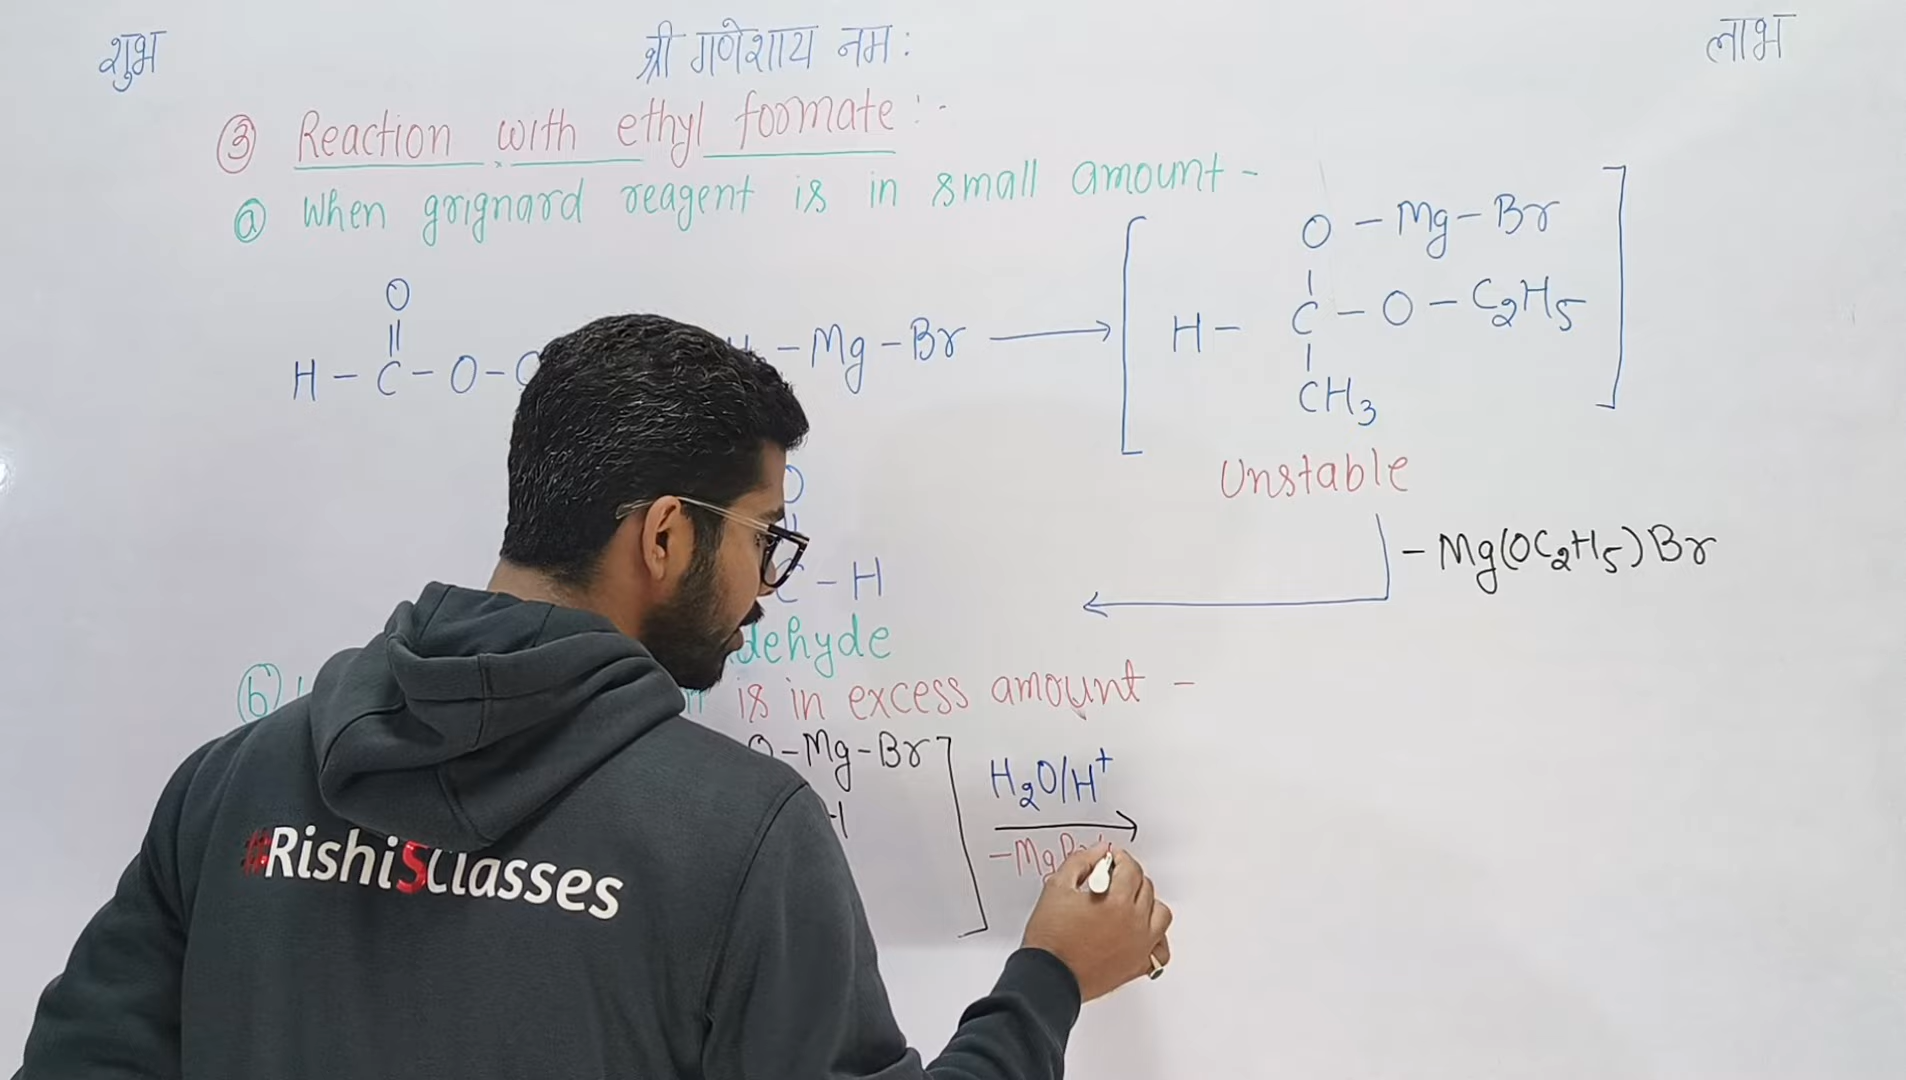 शुभ श्री गणेशाय नमः लाभ
③ Reaction with ethyl formate :-
ⓐ When grignard reagent is in small amount -
O - Mg - Br
O
H - C - O - C2H5
H - C - O - - Mg - Br
CH3
O
Unstable
- Mg(OC2H5)Br
C - H
dehyde
ⓑ is in excess amount -
O - Mg - Br
H2O/H+
#RishiSClasses